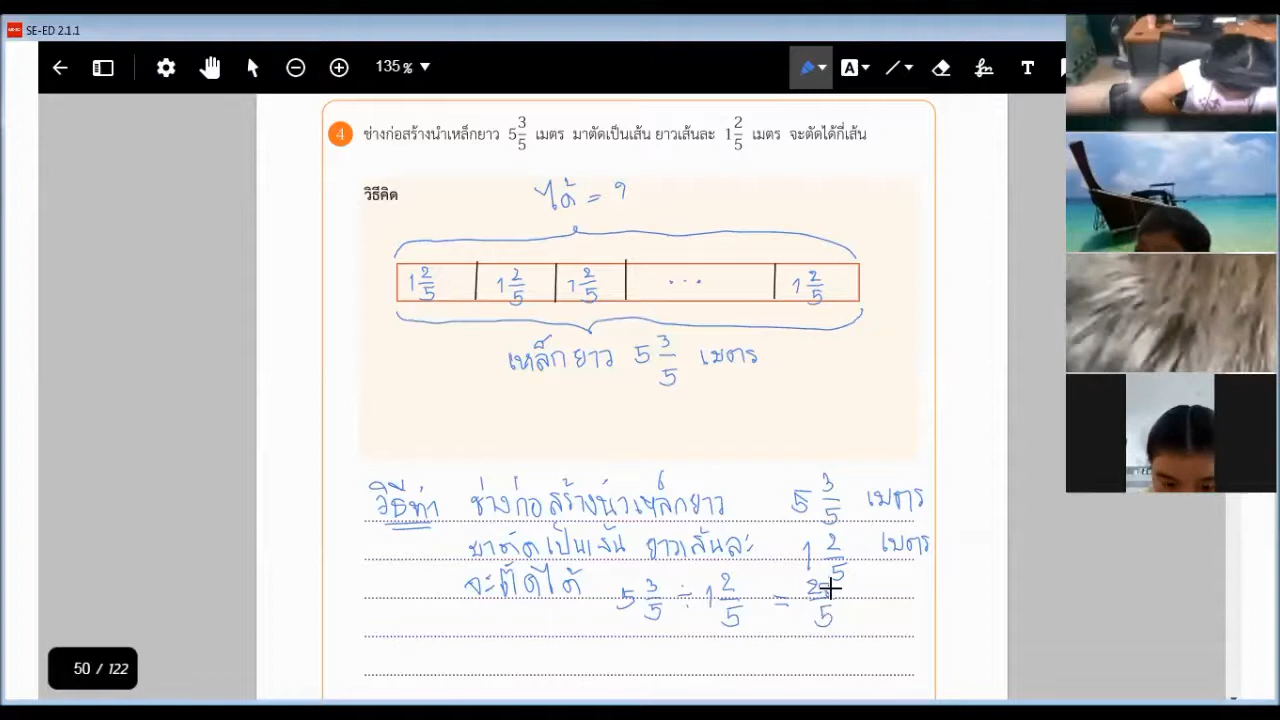 SE-ED 2.1.1
135 %
4 ช่างก่อสร้างนำเหล็กยาว 5 3/5 เมตร มาตัดเป็นเส้น ยาวเส้นละ 1 2/5 เมตร จะตัดได้กี่เส้น
วิธีคิด
ได้ = ?
1 2/5 1 2/5 1 2/5 ... 1 2/5
เหล็กยาว 5 3/5 เมตร
วิธีทำ ช่างก่อสร้างนำเหล็กยาว 5 3/5 เมตร
มาตัดเป็นเส้น ยาวเส้นละ 1 2/5 เมตร
จะตัดได้ 5 3/5 ÷ 1 2/5 =
50 / 122